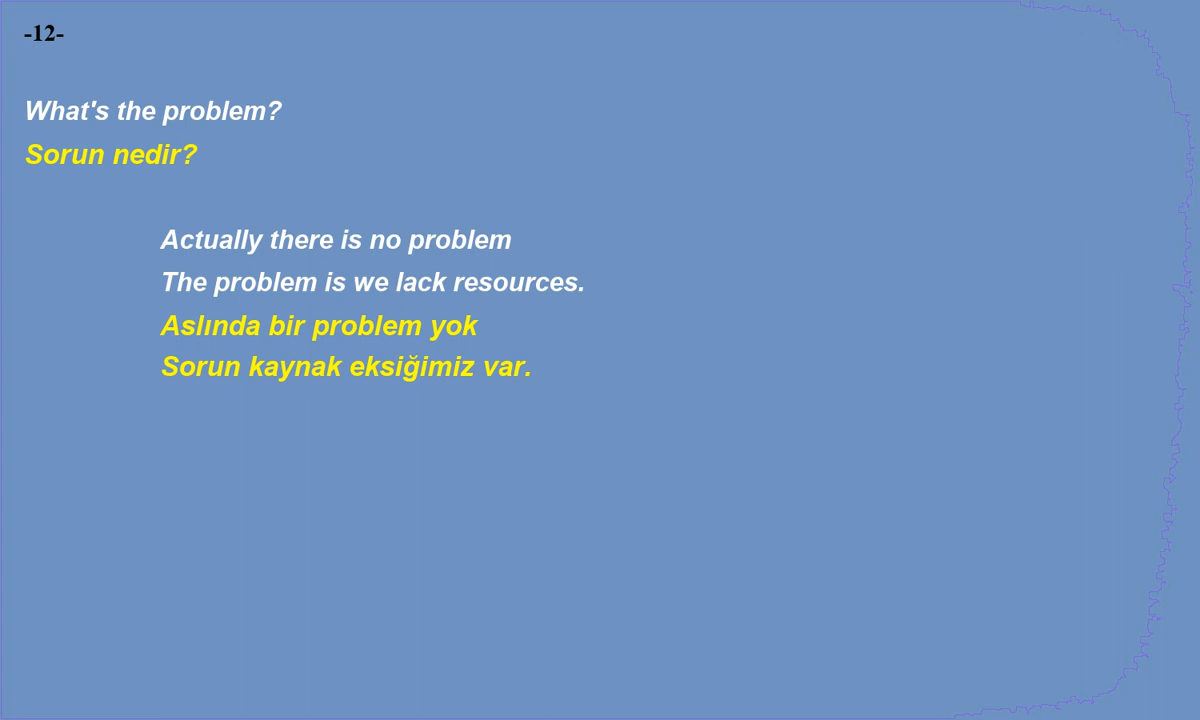 -12-
What's the problem?
Sorun nedir?
Actually there is no problem
The problem is we lack resources.
Aslında bir problem yok
Sorun kaynak eksiğimiz var.